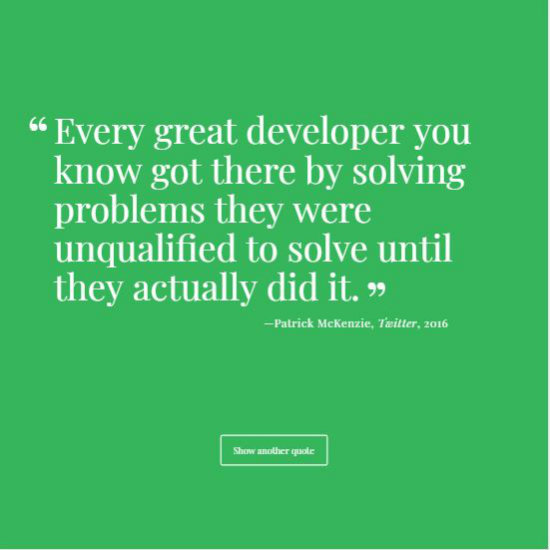 “Every great developer you
know got there by solving
problems they were
unqualified to solve until
they actually did it.”
—Patrick McKenzie, Twitter, 2016
Show another quote